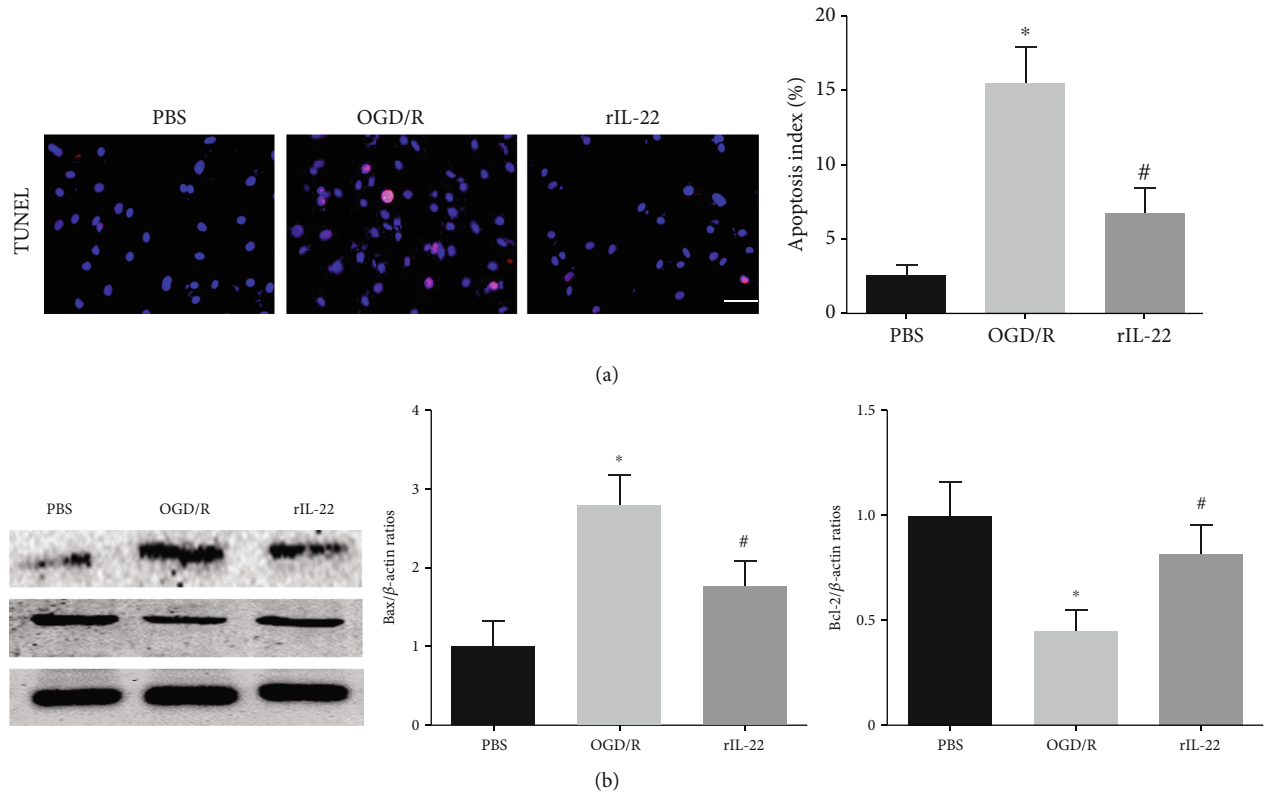 PBS OGD/R rIL-22
TUNEL
20
15
10
5
0
Apoptosis index (%)
*
#
PBS OGD/R rIL-22
(a)
PBS OGD/R rIL-22
4
3
2
1
0
Bax/β-actin ratios
*
#
PBS OGD/R rIL-22
1.5
1.0
0.5
0
Bcl-2/β-actin ratios
*
#
PBS OGD/R rIL-22
(b)